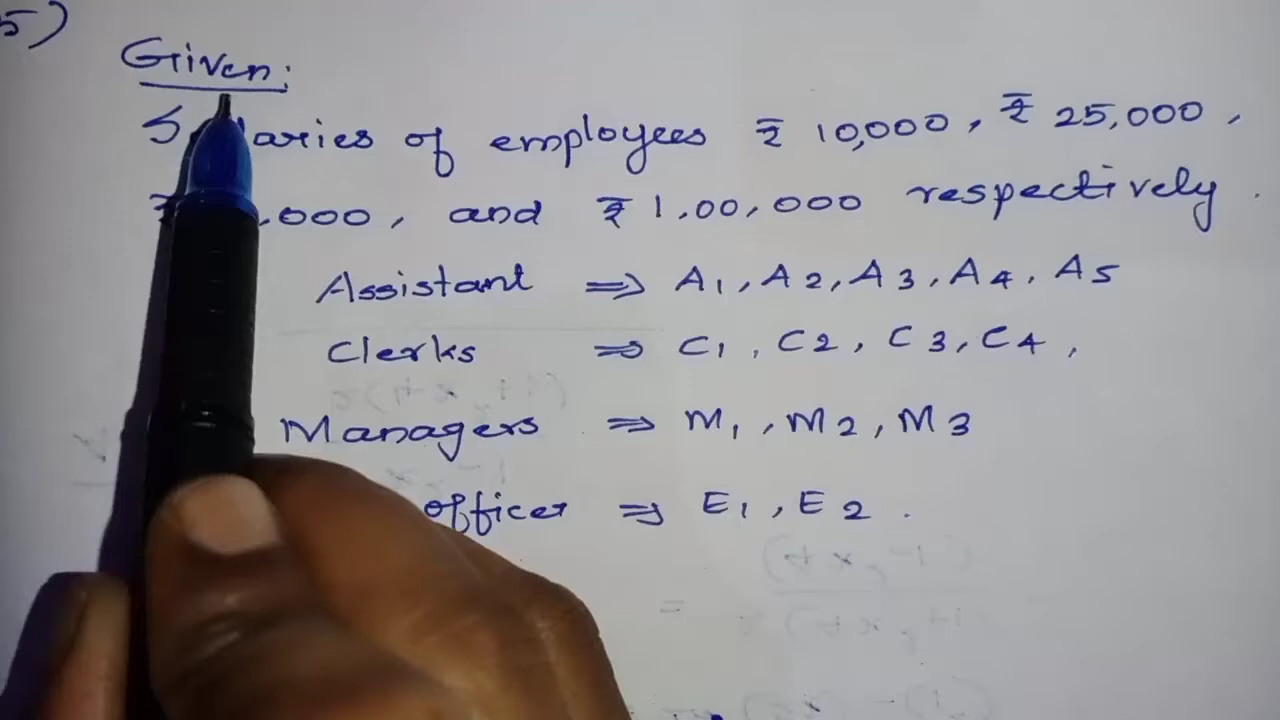 5)
Given:
Salaries of employees ₹ 10,000, ₹ 25,000,
,000, and ₹ 1,00,000 respectively.
Assistant ⇒ A1, A2, A3, A4, A5
Clerks ⇒ C1, C2, C3, C4,
Managers ⇒ M1, M2, M3
officer ⇒ E1, E2.